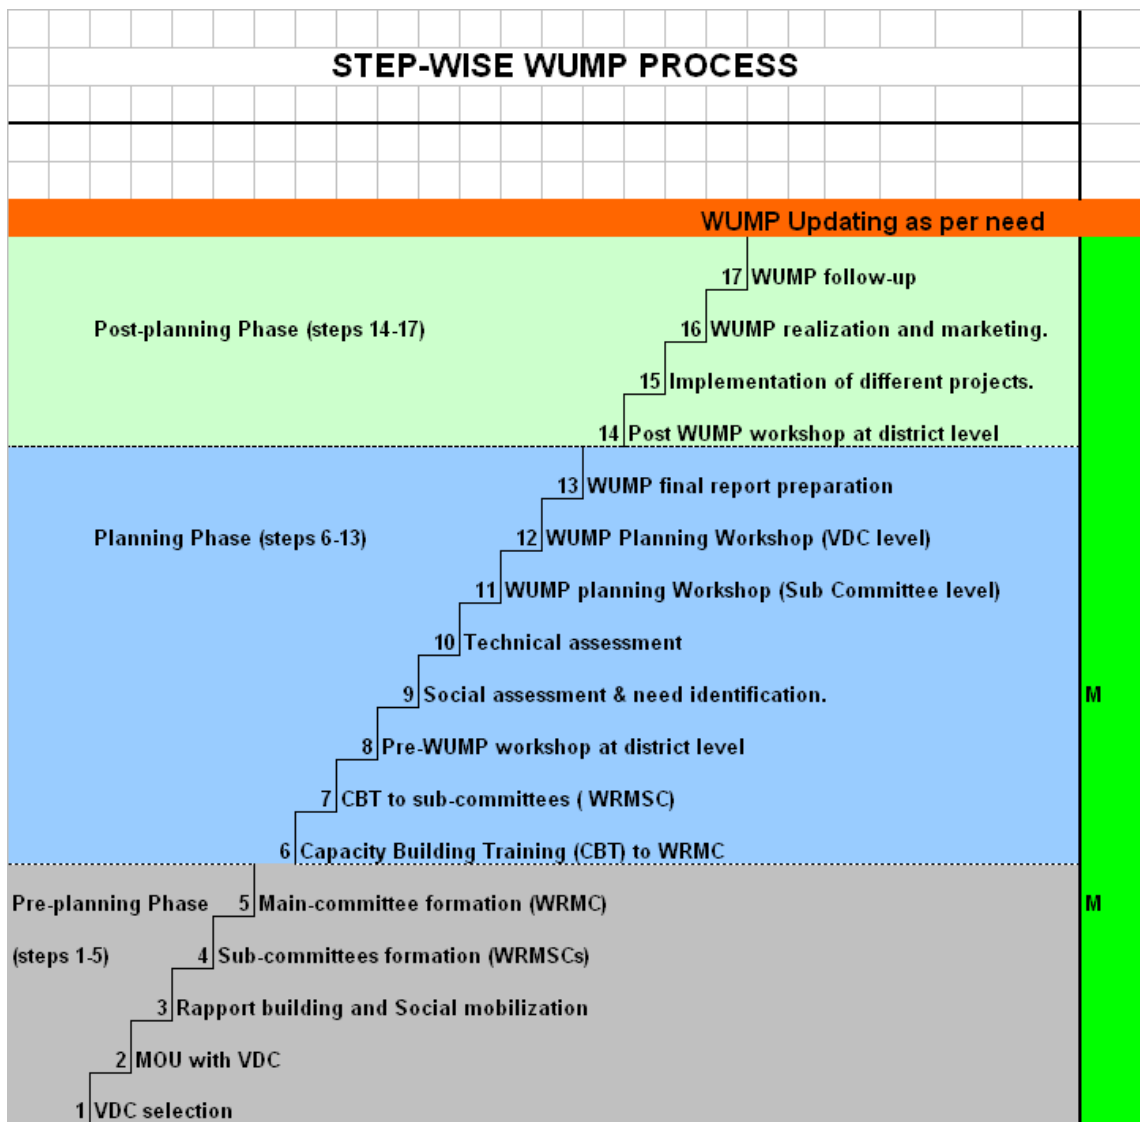 STEP-WISE WUMP PROCESS
WUMP Updating as per need
17 WUMP follow-up
Post-planning Phase (steps 14-17) 16 WUMP realization and marketing.
15 Implementation of different projects.
14 Post WUMP workshop at district level
13 WUMP final report preparation
Planning Phase (steps 6-13) 12 WUMP Planning Workshop (VDC level)
11 WUMP planning Workshop (Sub Committee level)
10 Technical assessment
9 Social assessment & need identification. M
8 Pre-WUMP workshop at district level
7 CBT to sub-committees ( WRMSC)
6 Capacity Building Training (CBT) to WRMC
Pre-planning Phase 5 Main-committee formation (WRMC) M
(steps 1-5) 4 Sub-committees formation (WRMSCs)
3 Rapport building and Social mobilization
2 MOU with VDC
1 VDC selection